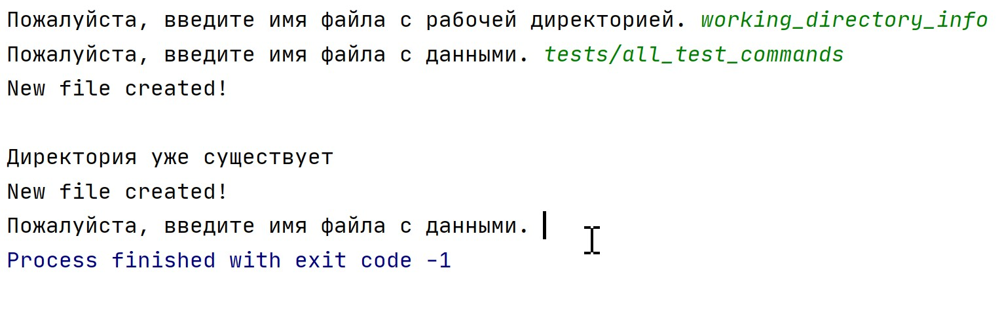 Пожалуйста, введите имя файла с рабочей директорией. working_directory_info
Пожалуйста, введите имя файла с данными. tests/all_test_commands
New file created!
Директория уже существует
New file created!
Пожалуйста, введите имя файла с данными.
Process finished with exit code -1